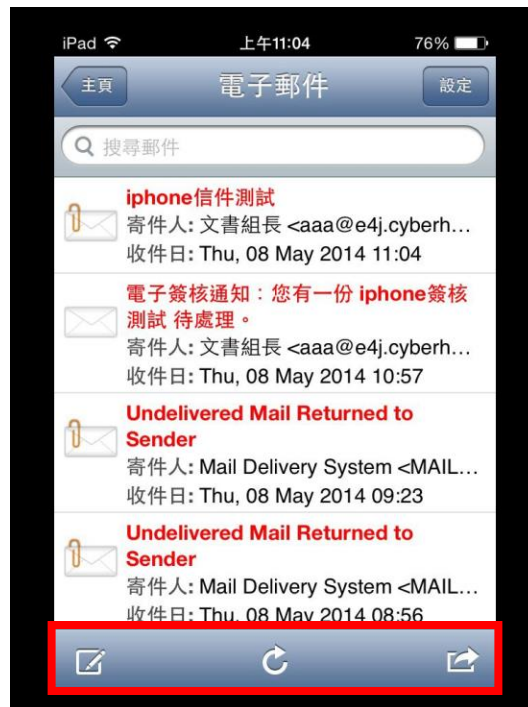 iPad 上午11:04 76%
主頁 電子郵件 設定
搜尋郵件
iphone信件測試
寄件人: 文書組長 <aaa@e4j.cyberh...
收件日: Thu, 08 May 2014 11:04
電子簽核通知：您有一份 iphone簽核
測試 待處理。
寄件人: 文書組長 <aaa@e4j.cyberh...
收件日: Thu, 08 May 2014 10:57
Undelivered Mail Returned to
Sender
寄件人: Mail Delivery System <MAIL...
收件日: Thu, 08 May 2014 09:23
Undelivered Mail Returned to
Sender
寄件人: Mail Delivery System <MAIL...
收件日: Thu, 08 May 2014 08:56